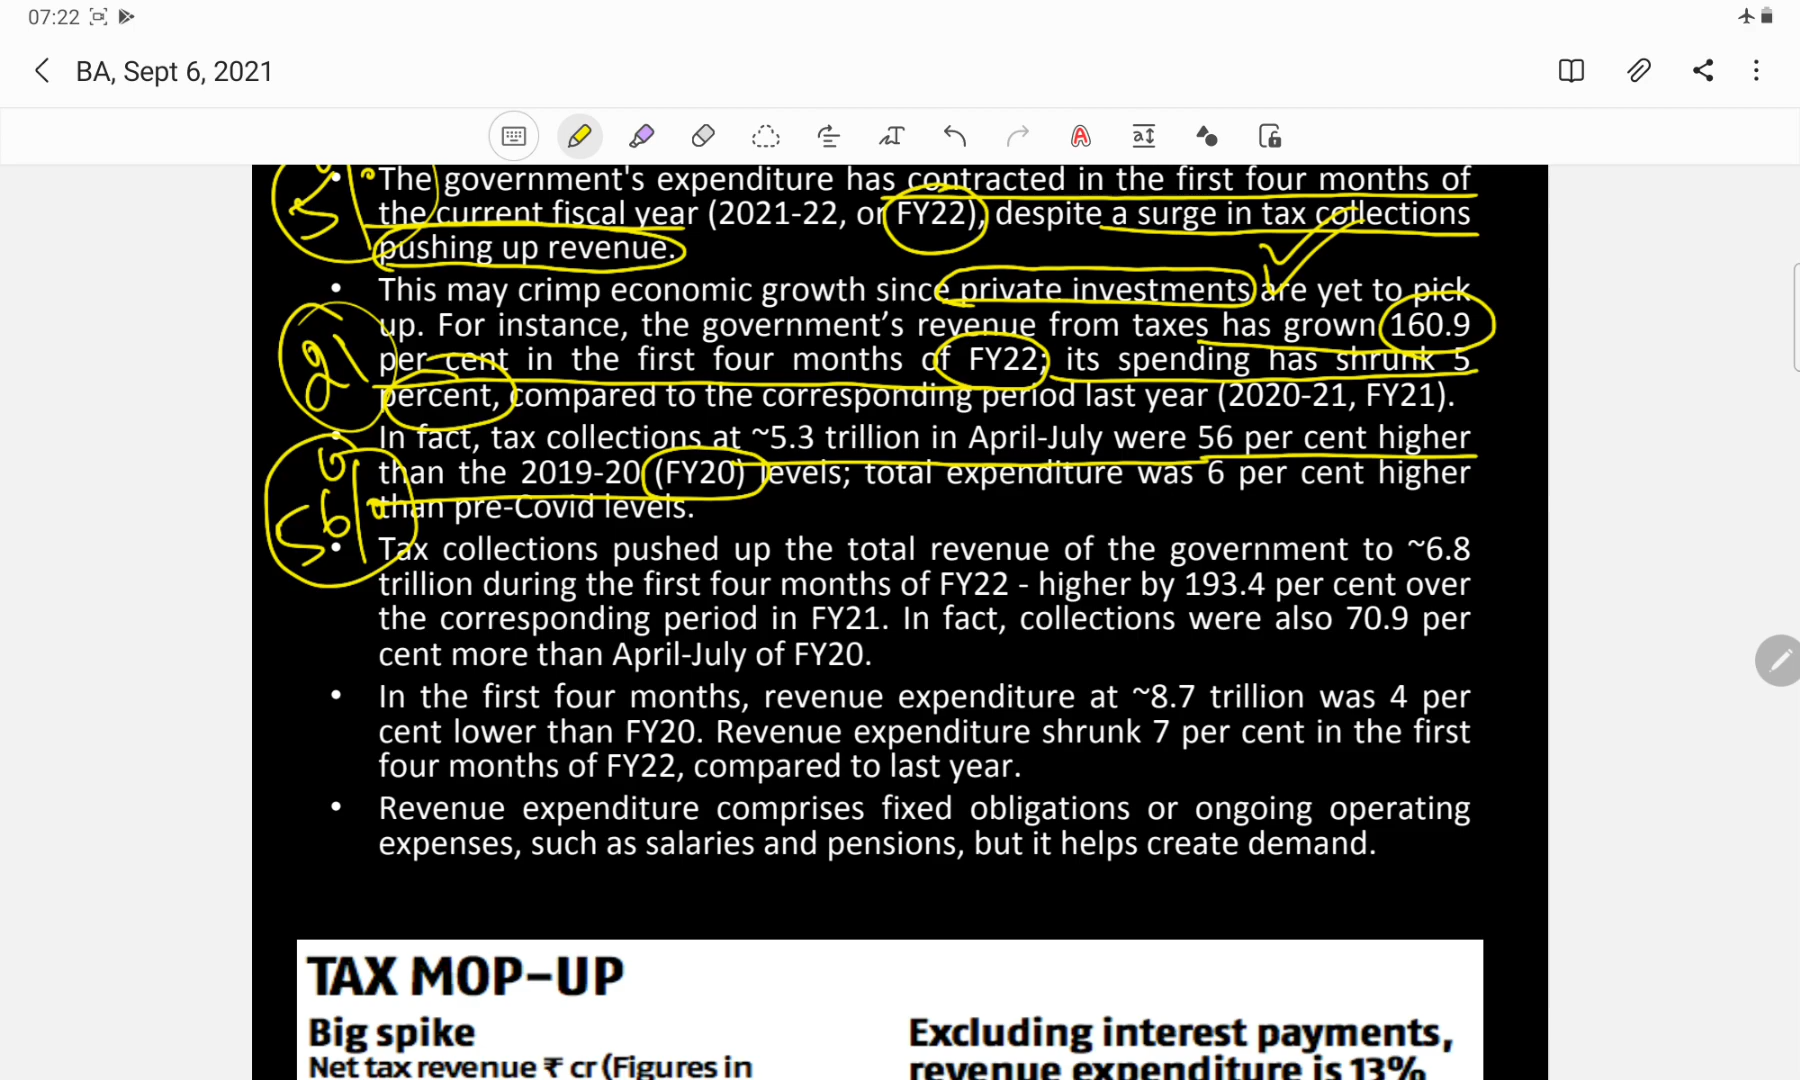 07:22
BA, Sept 6, 2021
• The government's expenditure has contracted in the first four months of
the current fiscal year (2021-22, or FY22), despite a surge in tax collections
pushing up revenue.
• This may crimp economic growth since private investments are yet to pick
up. For instance, the government’s revenue from taxes has grown 160.9
per cent in the first four months of FY22; its spending has shrunk 5
percent, compared to the corresponding period last year (2020-21, FY21).
• In fact, tax collections at ~5.3 trillion in April-July were 56 per cent higher
than the 2019-20 (FY20) levels; total expenditure was 6 per cent higher
than pre-Covid levels.
56%
• Tax collections pushed up the total revenue of the government to ~6.8
trillion during the first four months of FY22 - higher by 193.4 per cent over
the corresponding period in FY21. In fact, collections were also 70.9 per
cent more than April-July of FY20.
• In the first four months, revenue expenditure at ~8.7 trillion was 4 per
cent lower than FY20. Revenue expenditure shrunk 7 per cent in the first
four months of FY22, compared to last year.
• Revenue expenditure comprises fixed obligations or ongoing operating
expenses, such as salaries and pensions, but it helps create demand.
TAX MOP-UP
Big spike
Net tax revenue ₹ cr (Figures in
Excluding interest payments,
revenue expenditure is 13%